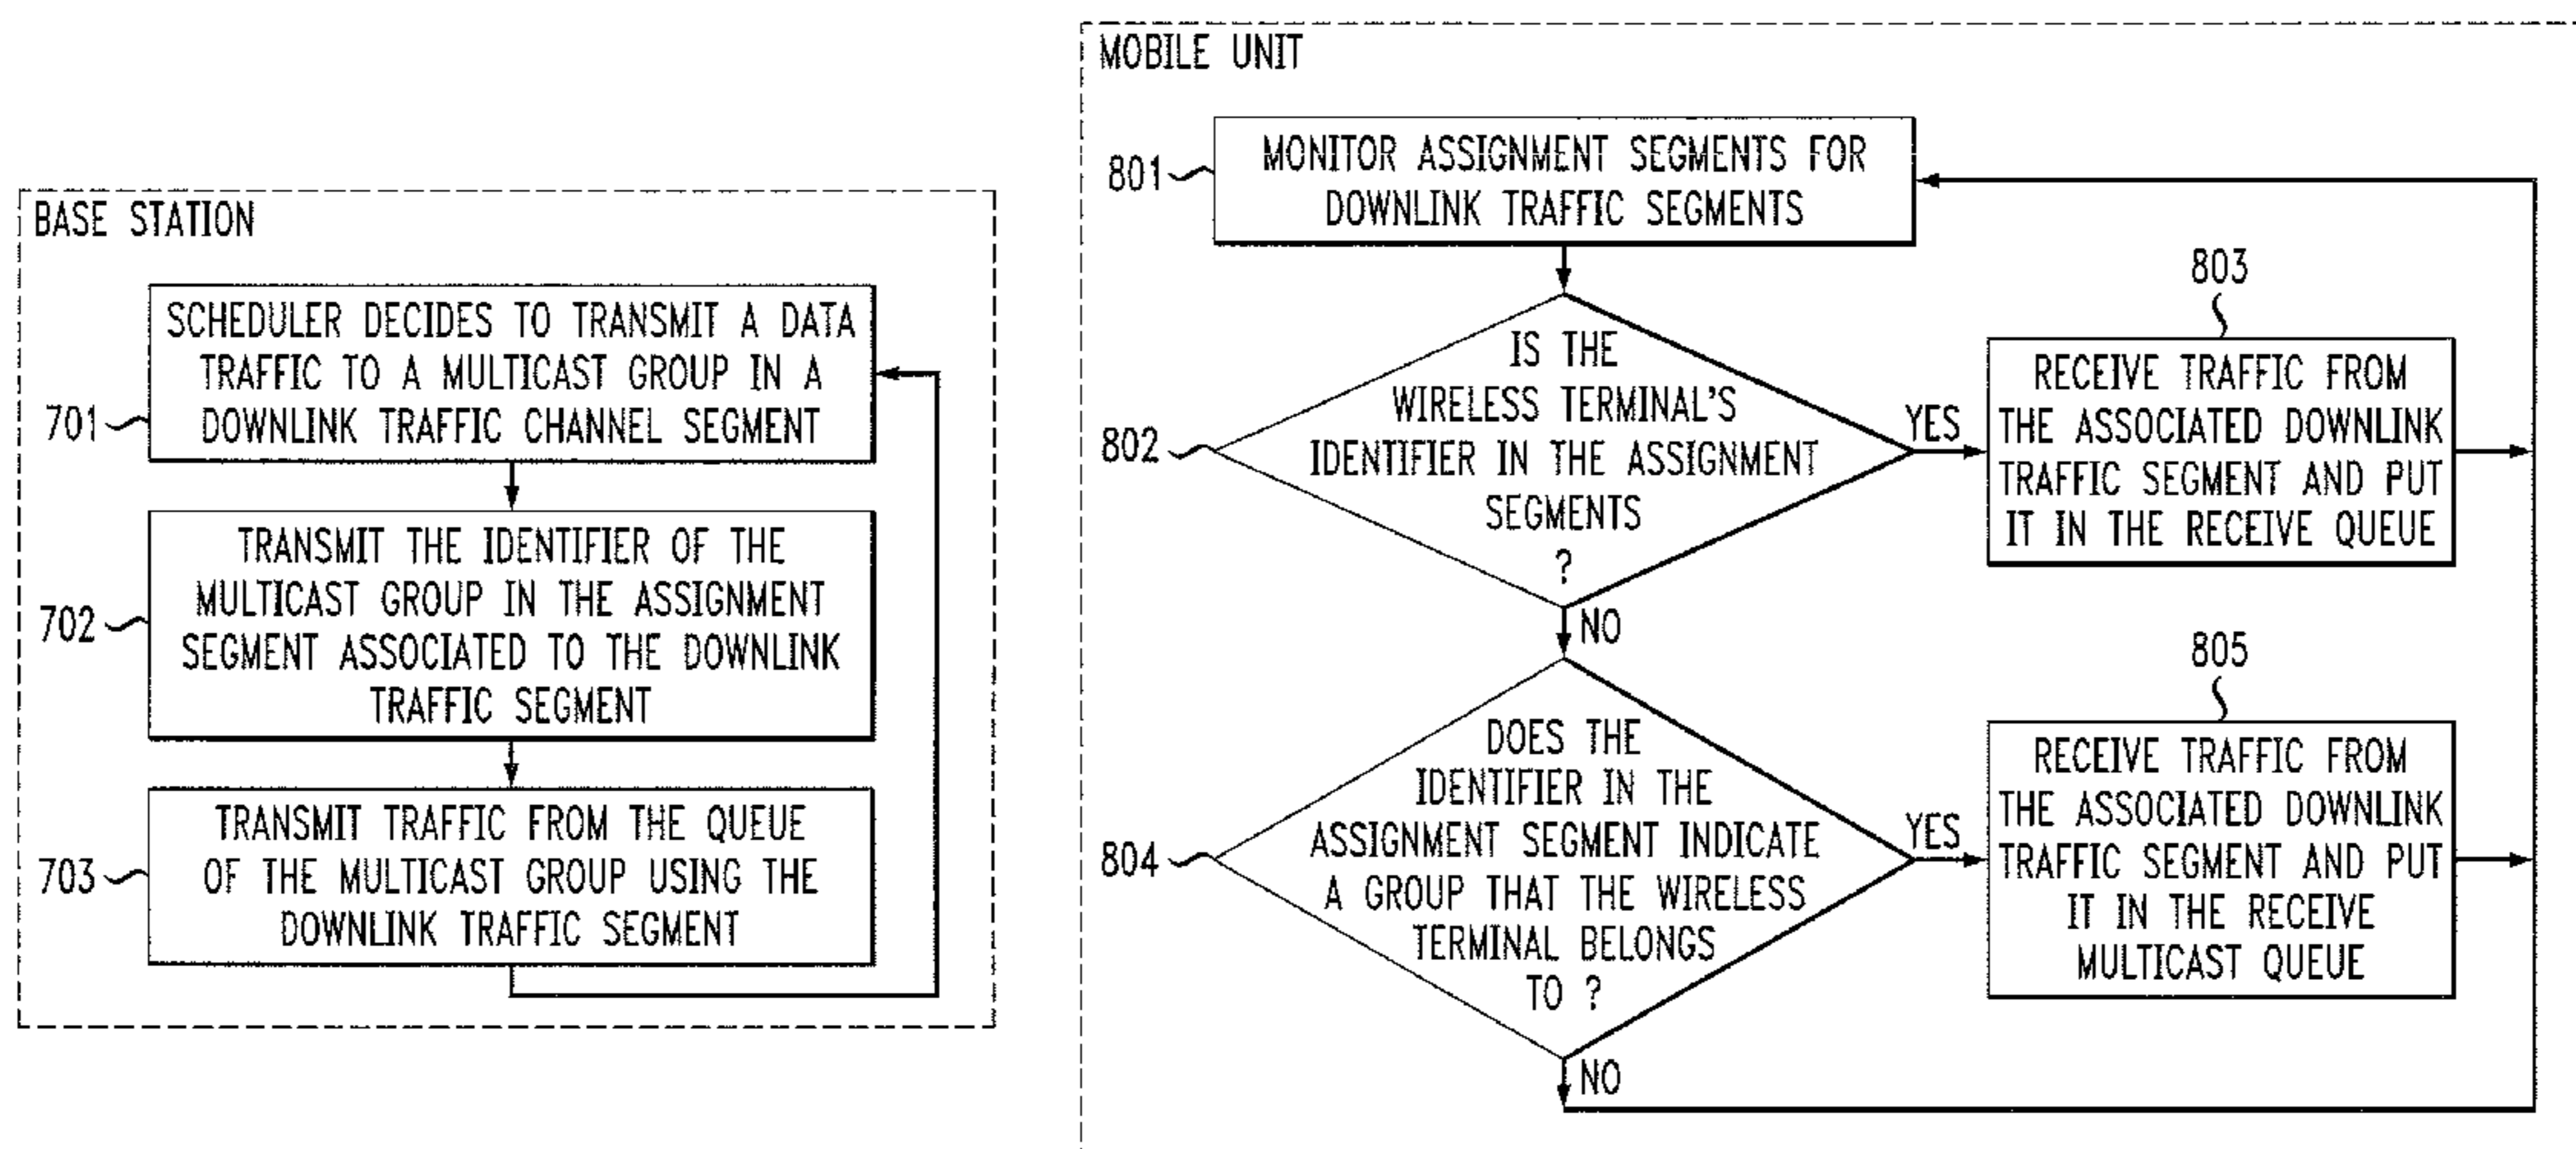 BASE STATION
701
SCHEDULER DECIDES TO TRANSMIT A DATA
TRAFFIC TO A MULTICAST GROUP IN A
DOWNLINK TRAFFIC CHANNEL SEGMENT
702
TRANSMIT THE IDENTIFIER OF THE
MULTICAST GROUP IN THE ASSIGNMENT
SEGMENT ASSOCIATED TO THE DOWNLINK
TRAFFIC SEGMENT
703
TRANSMIT TRAFFIC FROM THE QUEUE
OF THE MULTICAST GROUP USING THE
DOWNLINK TRAFFIC SEGMENT
MOBILE UNIT
801
MONITOR ASSIGNMENT SEGMENTS FOR
DOWNLINK TRAFFIC SEGMENTS
802
IS THE
WIRELESS TERMINAL'S
IDENTIFIER IN THE ASSIGNMENT
SEGMENTS
?
YES
NO
803
RECEIVE TRAFFIC FROM
THE ASSOCIATED DOWNLINK
TRAFFIC SEGMENT AND PUT
IT IN THE RECEIVE QUEUE
804
DOES THE
IDENTIFIER IN THE
ASSIGNMENT SEGMENT INDICATE
A GROUP THAT THE WIRELESS
TERMINAL BELONGS
TO ?
YES
NO
805
RECEIVE TRAFFIC FROM
THE ASSOCIATED DOWNLINK
TRAFFIC SEGMENT AND PUT
IT IN THE RECEIVE
MULTICAST QUEUE